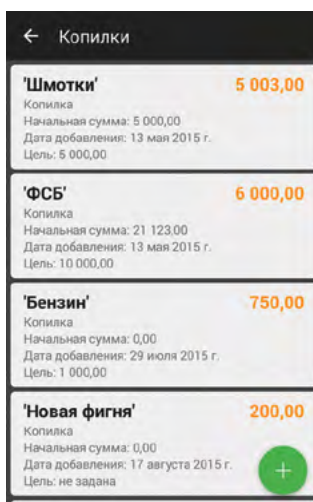 Копилки
'Шмотки' 5 003,00
Копилка
Начальная сумма: 5 000,00
Дата добавления: 13 мая 2015 г.
Цель: 5 000,00
'ФСБ' 6 000,00
Копилка
Начальная сумма: 21 123,00
Дата добавления: 13 мая 2015 г.
Цель: 10 000,00
'Бензин' 750,00
Копилка
Начальная сумма: 0,00
Дата добавления: 29 июля 2015 г.
Цель: 1 000,00
'Новая фигня' 200,00
Копилка
Начальная сумма: 0,00
Дата добавления: 17 августа 2015 г.
Цель: не задана